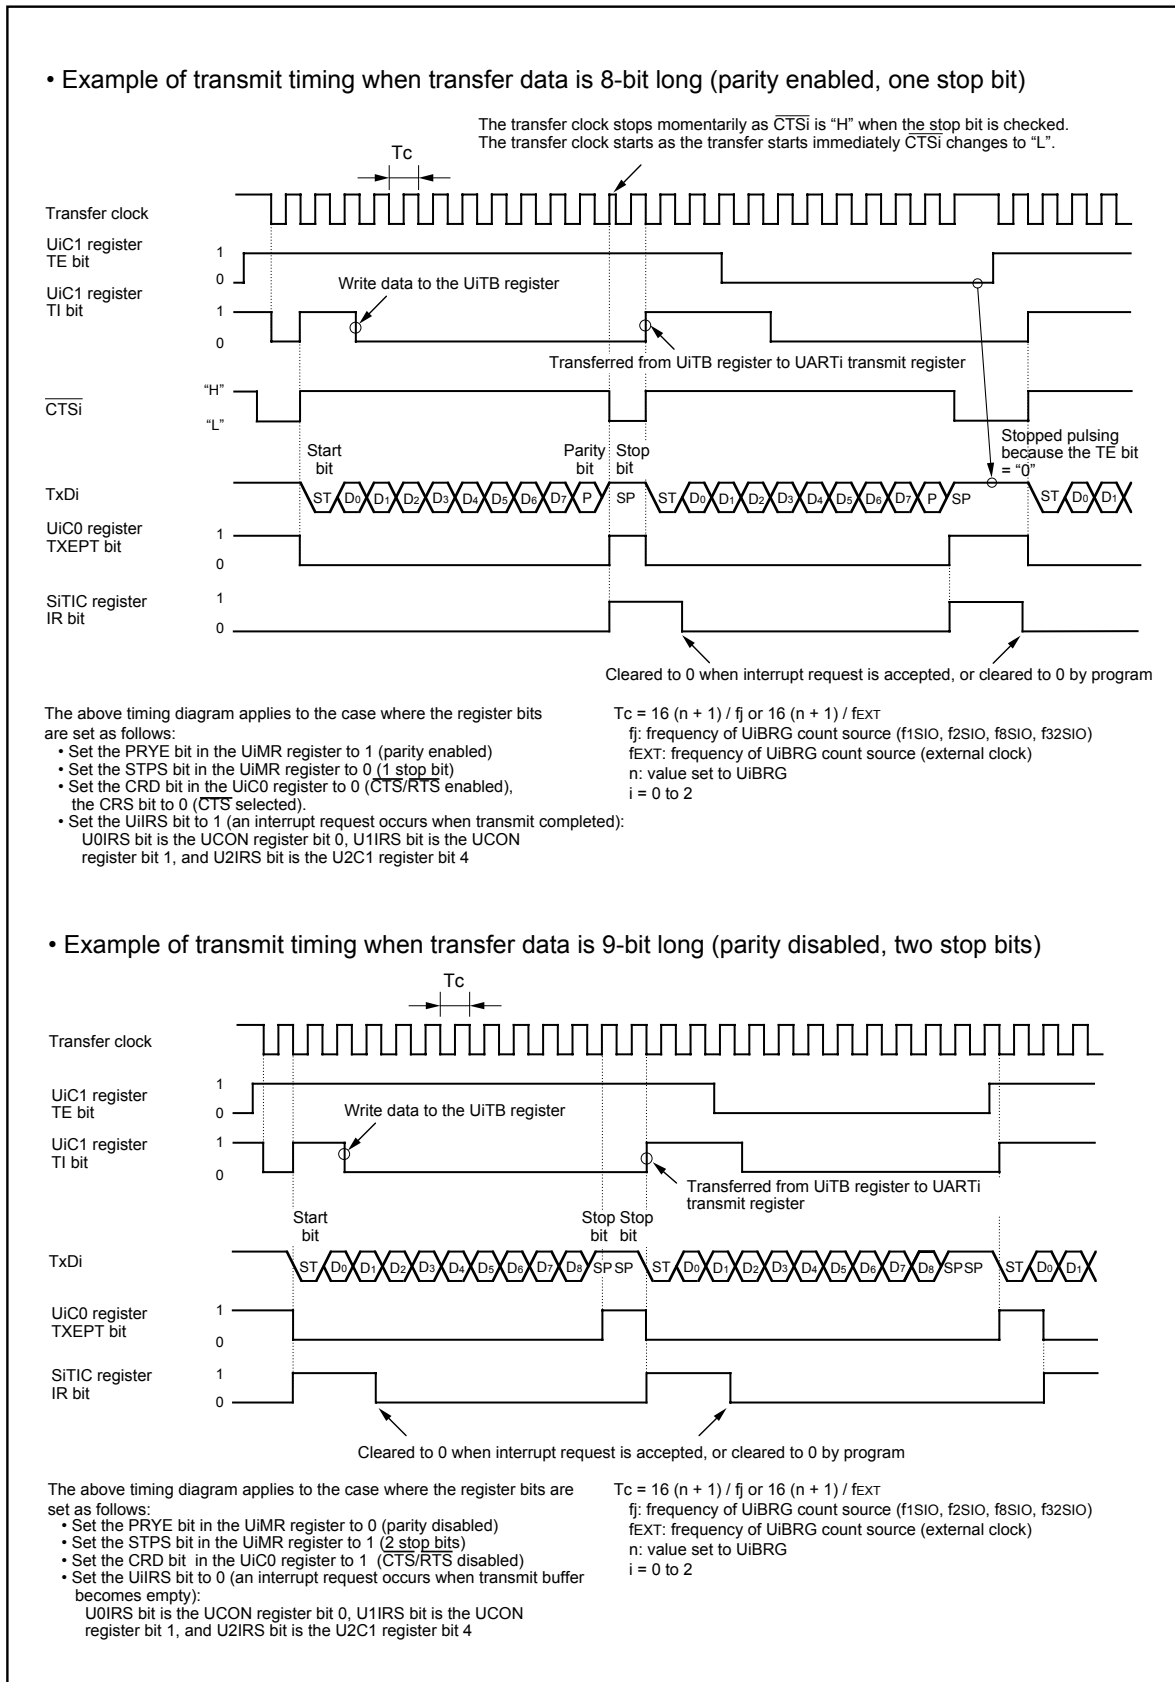 • Example of transmit timing when transfer data is 8-bit long (parity enabled, one stop bit)
The transfer clock stops momentarily as CTSi is “H” when the stop bit is checked.
The transfer clock starts as the transfer starts immediately CTSi changes to “L”.
Tc
Transfer clock
UiC1 register
TE bit
1
0
Write data to the UiTB register
UiC1 register
TI bit
1
0
Transferred from UiTB register to UARTi transmit register
CTSi
“H”
“L”
Start
bit
Parity
bit
Stop
bit
Stopped pulsing
because the TE bit
= “0”
TxDi
ST D0 D1 D2 D3 D4 D5 D6 D7 P SP ST D0 D1 D2 D3 D4 D5 D6 D7 P SP ST D0 D1
UiC0 register
TXEPT bit
1
0
SiTIC register
IR bit
1
0
Cleared to 0 when interrupt request is accepted, or cleared to 0 by program
The above timing diagram applies to the case where the register bits
are set as follows:
• Set the PRYE bit in the UiMR register to 1 (parity enabled)
• Set the STPS bit in the UiMR register to 0 (1 stop bit)
• Set the CRD bit in the UiC0 register to 0 (CTS/RTS enabled),
the CRS bit to 0 (CTS selected).
• Set the UiIRS bit to 1 (an interrupt request occurs when transmit completed):
U0IRS bit is the UCON register bit 0, U1IRS bit is the UCON
register bit 1, and U2IRS bit is the U2C1 register bit 4
Tc = 16 (n + 1) / fj or 16 (n + 1) / fEXT
fj: frequency of UiBRG count source (f1SIO, f2SIO, f8SIO, f32SIO)
fEXT: frequency of UiBRG count source (external clock)
n: value set to UiBRG
i = 0 to 2
• Example of transmit timing when transfer data is 9-bit long (parity disabled, two stop bits)
Tc
Transfer clock
UiC1 register
TE bit
1
0
Write data to the UiTB register
UiC1 register
TI bit
1
0
Transferred from UiTB register to UARTi
transmit register
Start
bit
Stop
bit
Stop
bit
TxDi
ST D0 D1 D2 D3 D4 D5 D6 D7 D8 SP SP ST D0 D1 D2 D3 D4 D5 D6 D7 D8 SPSP ST D0 D1
UiC0 register
TXEPT bit
1
0
SiTIC register
IR bit
1
0
Cleared to 0 when interrupt request is accepted, or cleared to 0 by program
The above timing diagram applies to the case where the register bits are
set as follows:
• Set the PRYE bit in the UiMR register to 0 (parity disabled)
• Set the STPS bit in the UiMR register to 1 (2 stop bits)
• Set the CRD bit in the UiC0 register to 1 (CTS/RTS disabled)
• Set the UiIRS bit to 0 (an interrupt request occurs when transmit buffer
becomes empty):
U0IRS bit is the UCON register bit 0, U1IRS bit is the UCON
register bit 1, and U2IRS bit is the U2C1 register bit 4
Tc = 16 (n + 1) / fj or 16 (n + 1) / fEXT
fj: frequency of UiBRG count source (f1SIO, f2SIO, f8SIO, f32SIO)
fEXT: frequency of UiBRG count source (external clock)
n: value set to UiBRG
i = 0 to 2